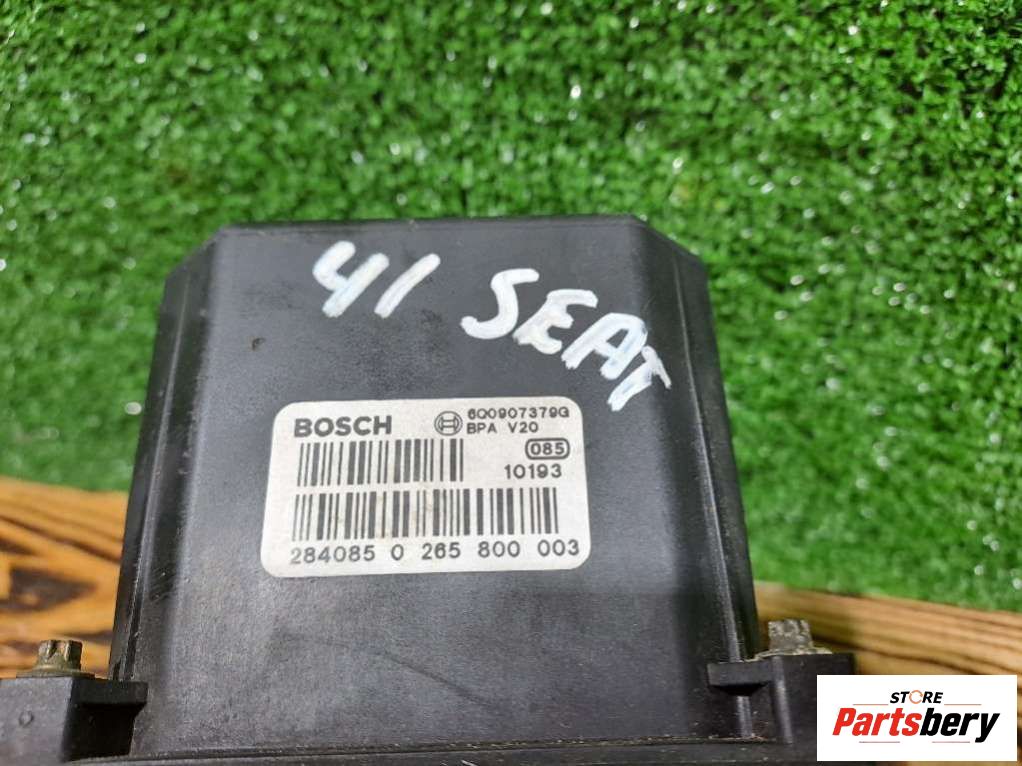 41 SEAT
BOSCH 6Q0907379G
BPA V20
085
10193
284085 0 265 800 003
STORE
Partsbery